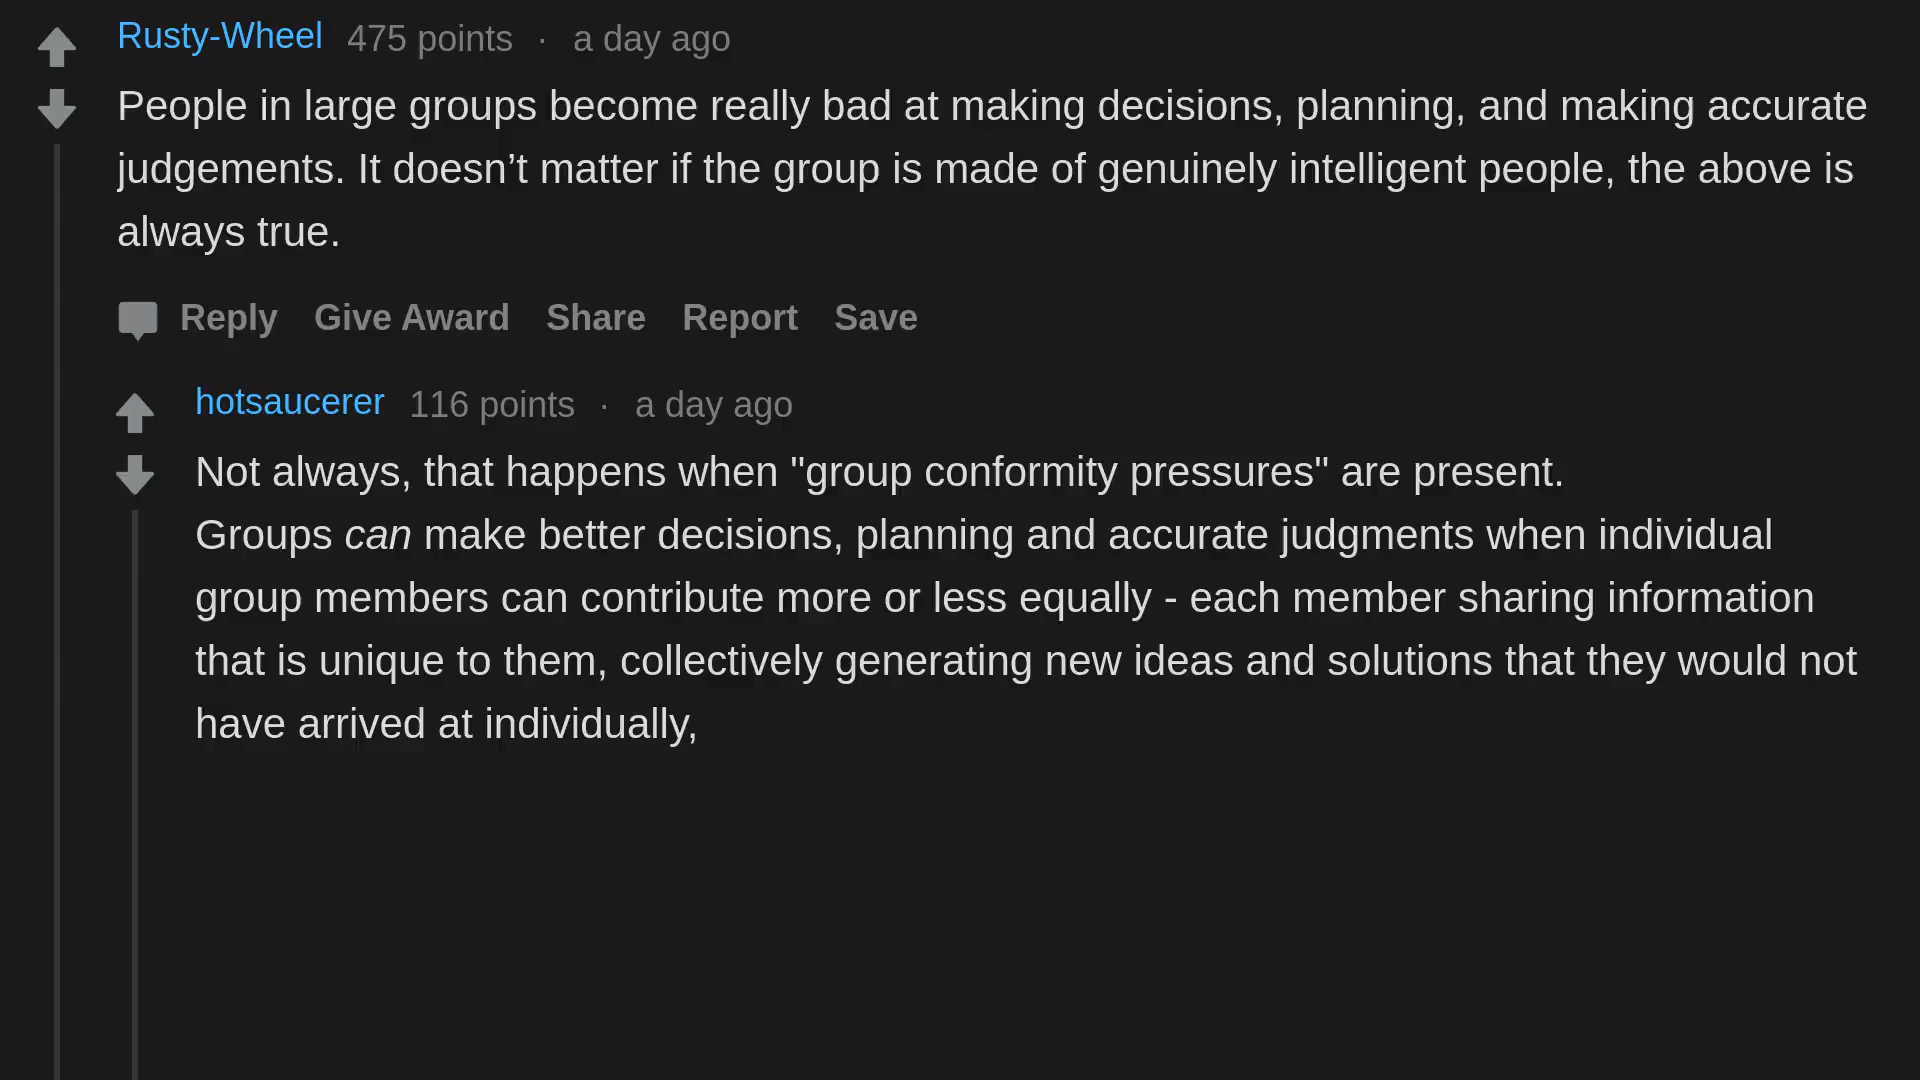 Rusty-Wheel 475 points · a day ago
People in large groups become really bad at making decisions, planning, and making accurate
judgements. It doesn’t matter if the group is made of genuinely intelligent people, the above is
always true.
Reply Give Award Share Report Save
hotsaucerer 116 points · a day ago
Not always, that happens when "group conformity pressures" are present.
Groups can make better decisions, planning and accurate judgments when individual
group members can contribute more or less equally - each member sharing information
that is unique to them, collectively generating new ideas and solutions that they would not
have arrived at individually,